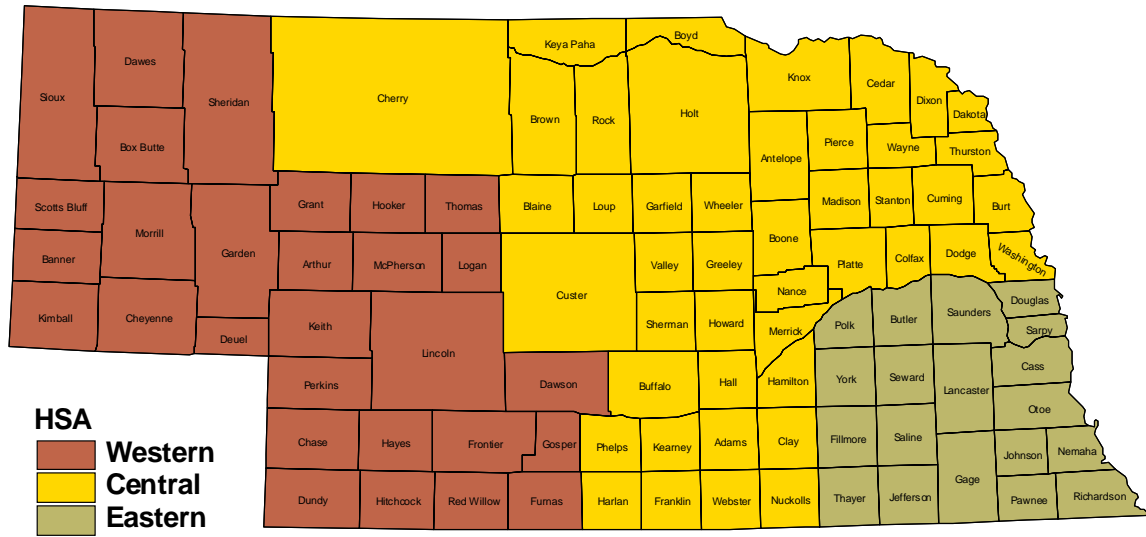 Boyd
Keya Paha
Knox
Cedar
Dawes
Sioux
Sheridan
Cherry
Dixon
Brown
Rock
Holt
Dakota
Box Butte
Antelope
Pierce
Wayne
Thurston
Scotts Bluff
Grant
Hooker
Thomas
Blaine
Loup
Garfield
Wheeler
Madison
Stanton
Cuming
Burt
Morrill
Boone
Garden
Banner
Arthur
McPherson
Logan
Valley
Greeley
Platte
Colfax
Dodge
Washington
Custer
Nance
Douglas
Kimball
Cheyenne
Keith
Sherman
Howard
Merrick
Polk
Butler
Saunders
Sarpy
Deuel
Lincoln
Perkins
Dawson
Buffalo
Hall
Hamilton
York
Seward
Cass
Lancaster
Otoe
HSA
Western
Central
Eastern
Chase
Hayes
Frontier
Gosper
Phelps
Kearney
Adams
Clay
Fillmore
Saline
Johnson
Nemaha
Gage
Dundy
Hitchcock
Red Willow
Furnas
Harlan
Franklin
Webster
Nuckolls
Thayer
Jefferson
Pawnee
Richardson